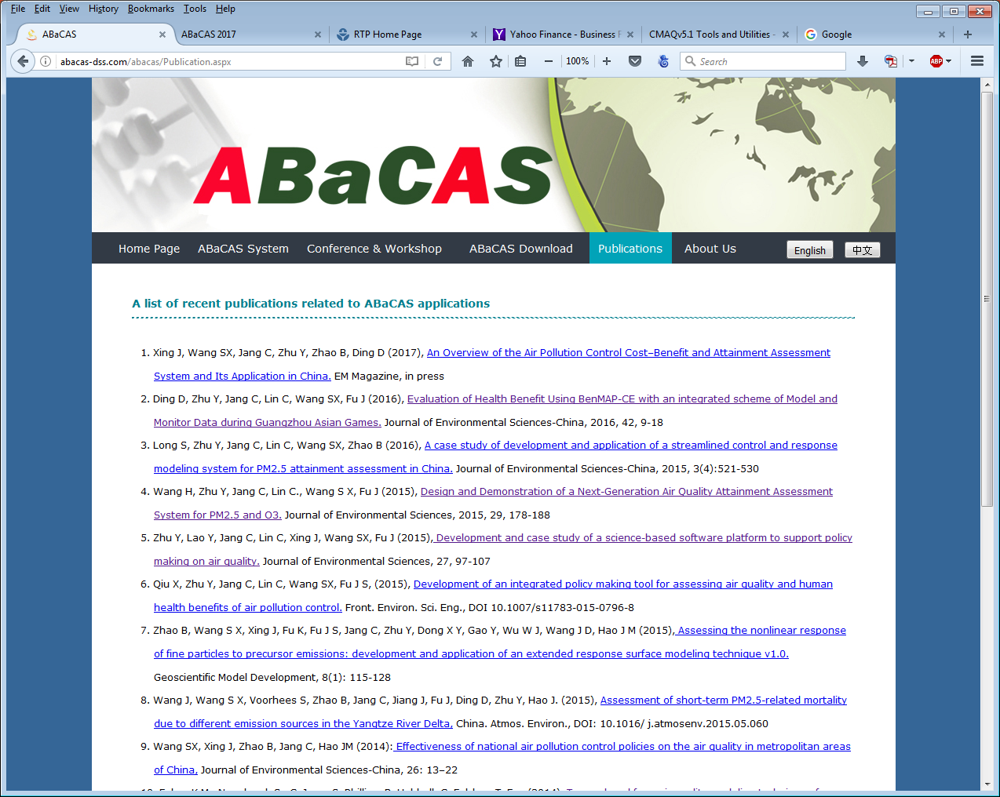 File Edit View History Bookmarks Tools Help
ABaCAS
ABaCAS 2017
RTP Home Page
Yahoo Finance - Business F
CMAQv5.1 Tools and Utilities -
Google
abacas-dss.com/abacas/Publication.aspx
100%
Search
ABP
ABaCAS
Home Page ABaCAS System Conference & Workshop ABaCAS Download Publications About Us English 中文
A list of recent publications related to ABaCAS applications
1. Xing J, Wang SX, Jang C, Zhu Y, Zhao B, Ding D (2017), An Overview of the Air Pollution Control Cost–Benefit and Attainment Assessment
System and Its Application in China. EM Magazine, in press
2. Ding D, Zhu Y, Jang C, Lin C, Wang SX, Fu J (2016), Evaluation of Health Benefit Using BenMAP-CE with an integrated scheme of Model and
Monitor Data during Guangzhou Asian Games. Journal of Environmental Sciences-China, 2016, 42, 9-18
3. Long S, Zhu Y, Jang C, Lin C, Wang SX, Zhao B (2016), A case study of development and application of a streamlined control and response
modeling system for PM2.5 attainment assessment in China. Journal of Environmental Sciences-China, 2015, 3(4):521-530
4. Wang H, Zhu Y, Jang C, Lin C., Wang S X, Fu J (2015), Design and Demonstration of a Next-Generation Air Quality Attainment Assessment
System for PM2.5 and O3. Journal of Environmental Sciences, 2015, 29, 178-188
5. Zhu Y, Lao Y, Jang C, Lin C, Xing J, Wang SX, Fu J (2015), Development and case study of a science-based software platform to support policy
making on air quality. Journal of Environmental Sciences, 27, 97-107
6. Qiu X, Zhu Y, Jang C, Lin C, Wang SX, Fu J S, (2015), Development of an integrated policy making tool for assessing air quality and human
health benefits of air pollution control. Front. Environ. Sci. Eng., DOI 10.1007/s11783-015-0796-8
7. Zhao B, Wang S X, Xing J, Fu K, Fu J S, Jang C, Zhu Y, Dong X Y, Gao Y, Wu W J, Wang J D, Hao J M (2015), Assessing the nonlinear response
of fine particles to precursor emissions: development and application of an extended response surface modeling technique v1.0.
Geoscientific Model Development, 8(1): 115-128
8. Wang J, Wang S X, Voorhees S, Zhao B, Jang C, Jiang J, Fu J, Ding D, Zhu Y, Hao J. (2015), Assessment of short-term PM2.5-related mortality
due to different emission sources in the Yangtze River Delta, China. Atmos. Environ., DOI: 10.1016/ j.atmosenv.2015.05.060
9. Wang SX, Xing J, Zhao B, Jang C, Hao JM (2014): Effectiveness of national air pollution control policies on the air quality in metropolitan areas
of China, Journal of Environmental Sciences-China, 26: 13–22